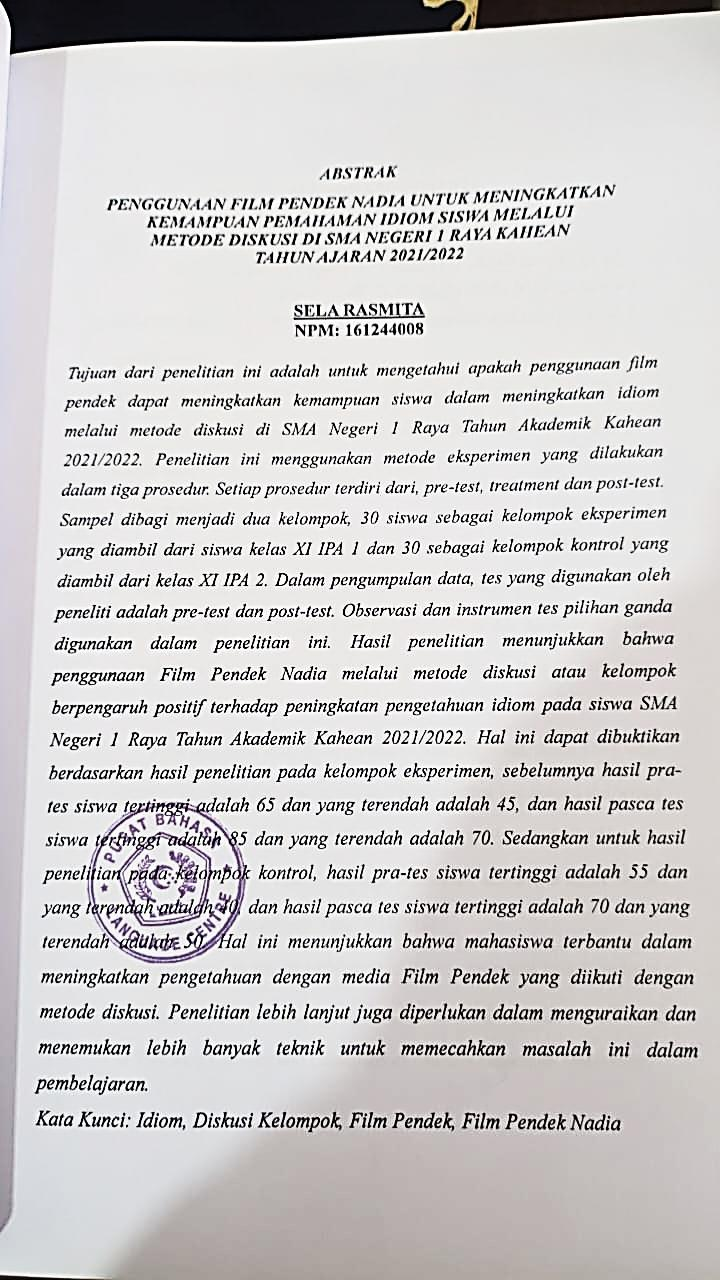 ABSTRAK
PENGGUNAAN FILM PENDEK NADIA UNTUK MENINGKATKAN
KEMAMPUAN PEMAHAMAN IDIOM SISWA MELALUI
METODE DISKUSI DI SMA NEGERI 1 RAYA KAHEAN
TAHUN AJARAN 2021/2022
SELA RASMITA
NPM: 161244008
Tujuan dari penelitian ini adalah untuk mengetahui apakah penggunaan film
pendek dapat meningkatkan kemampuan siswa dalam meningkatkan idiom
melalui metode diskusi di SMA Negeri 1 Raya Tahun Akademik Kahean
2021/2022. Penelitian ini menggunakan metode eksperimen yang dilakukan
dalam tiga prosedur. Setiap prosedur terdiri dari, pre-test, treatment dan post-test.
Sampel dibagi menjadi dua kelompok, 30 siswa sebagai kelompok eksperimen
yang diambil dari siswa kelas XI IPA 1 dan 30 sebagai kelompok kontrol yang
diambil dari kelas XI IPA 2. Dalam pengumpulan data, tes yang digunakan oleh
peneliti adalah pre-test dan post-test. Observasi dan instrumen tes pilihan ganda
digunakan dalam penelitian ini. Hasil penelitian menunjukkan bahwa
penggunaan Film Pendek Nadia melalui metode diskusi atau kelompok
berpengaruh positif terhadap peningkatan pengetahuan idiom pada siswa SMA
Negeri 1 Raya Tahun Akademik Kahean 2021/2022. Hal ini dapat dibuktikan
berdasarkan hasil penelitian pada kelompok eksperimen, sebelumnya hasil pra-
tes siswa tertinggi adalah 65 dan yang terendah adalah 45, dan hasil pasca tes
siswa tertinggi adalah 85 dan yang terendah adalah 70. Sedangkan untuk hasil
penelitian pada kelompok kontrol, hasil pra-tes siswa tertinggi adalah 55 dan
yang terendah adalah 40, dan hasil pasca tes siswa tertinggi adalah 70 dan yang
terendah adalah 50. Hal ini menunjukkan bahwa mahasiswa terbantu dalam
meningkatkan pengetahuan dengan media Film Pendek yang diikuti dengan
metode diskusi. Penelitian lebih lanjut juga diperlukan dalam menguraikan dan
menemukan lebih banyak teknik untuk memecahkan masalah ini dalam
pembelajaran.
Kata Kunci: Idiom, Diskusi Kelompok, Film Pendek, Film Pendek Nadia
PUSAT BAHASA
LANGUAGE CENTRE